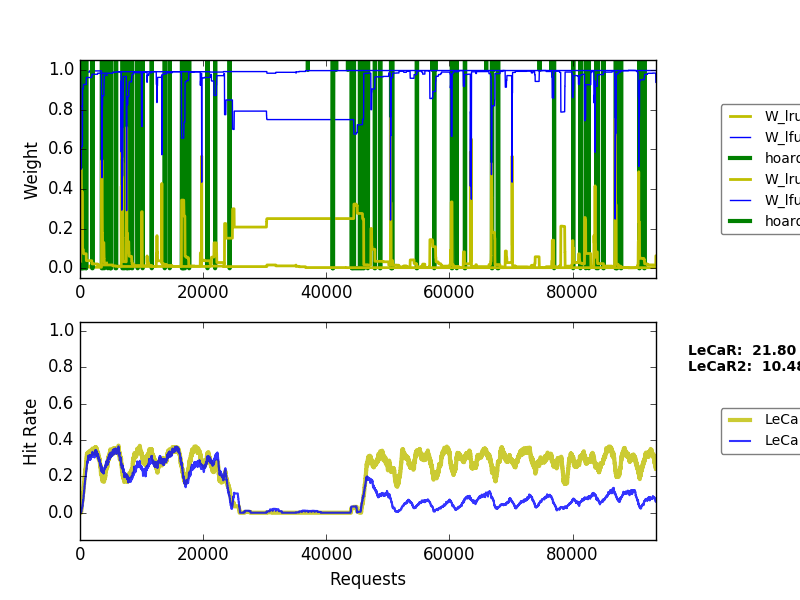 1.0
0.8
0.6
0.4
0.2
0.0
Weight
0 20000 40000 60000 80000
W_lru
W_lfu
hoard
W_lru
W_lfu
hoard
1.0
0.8
0.6
0.4
0.2
0.0
Hit Rate
0 20000 40000 60000 80000
Requests
LeCaR: 21.80
LeCaR2: 10.48
LeCa
LeCa